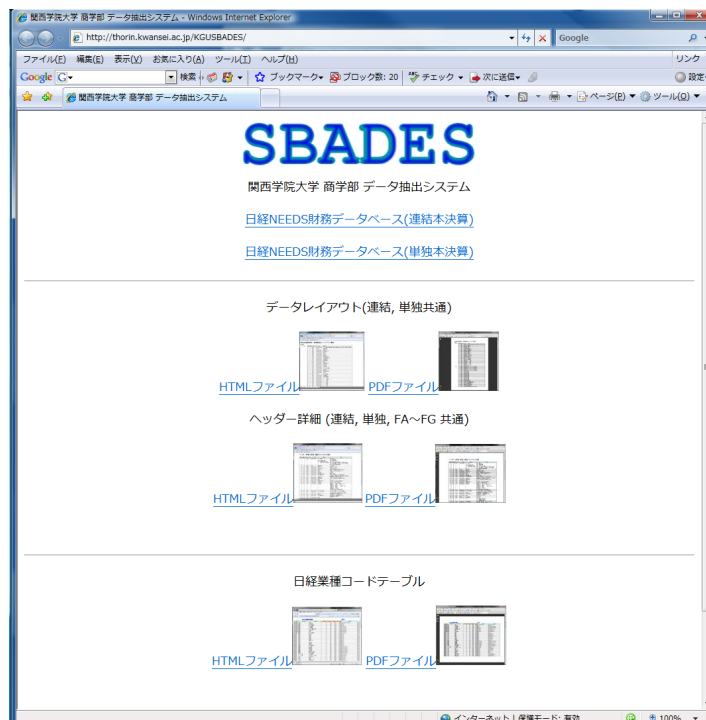 関西学院大学 商学部 データ抽出システム - Windows Internet Explorer
http://thorin.kwansei.ac.jp/KGUSBADES/
Google
ファイル(F) 編集(E) 表示(V) お気に入り(A) ツール(T) ヘルプ(H) リンク
Google G 検索 ブックマーク ブロック数: 20 チェック 次に送信 設定
関西学院大学 商学部 データ抽出システム ページ(P) ツール(O)
SBADES
関西学院大学 商学部 データ抽出システム
日経NEEDS財務データベース(連結本決算)
日経NEEDS財務データベース(単独本決算)
データレイアウト(連結, 単独共通)
HTMLファイル PDFファイル
ヘッダー詳細 (連結, 単独, FA～FG 共通)
HTMLファイル PDFファイル
日経業種コードテーブル
HTMLファイル PDFファイル
インターネット | 保護モード: 有効 100%